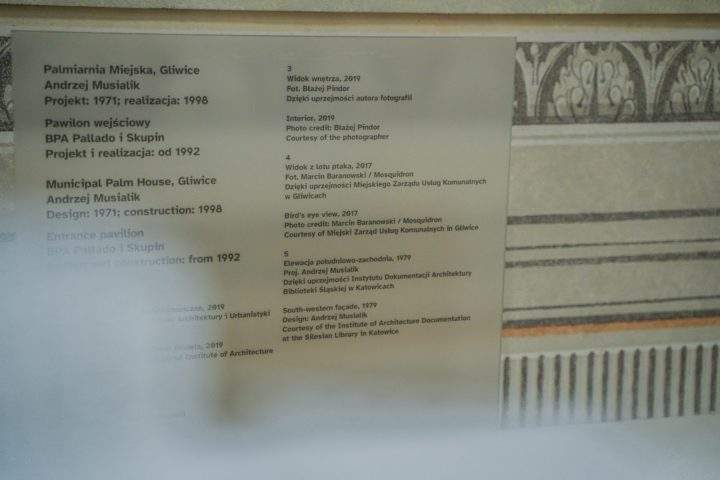 Palmiarnia Miejska, Gliwice
Andrzej Musialik
Projekt: 1971; realizacja: 1998
Pawilon wejściowy
BPA Pallado i Skupin
Projekt i realizacja: od 1992
Municipal Palm House, Gliwice
Andrzej Musialik
Design: 1971; construction: 1998
Entrance pavilion
BPA Pallado i Skupin
construction: from 1992
2019
Architektury i Urbanistyki
2019
Institute of Architecture
3
Widok wnętrza, 2019
Fot. Błażej Pindor
Dzięki uprzejmości autora fotografii
Interior, 2019
Photo credit: Błażej Pindor
Courtesy of the photographer
4
Widok z lotu ptaka, 2017
Fot. Marcin Baranowski / Mosquidron
Dzięki uprzejmości Miejskiego Zarządu Usług Komunalnych
w Gliwicach
Bird's eye view, 2017
Photo credit: Marcin Baranowski / Mosquidron
Courtesy of Miejski Zarząd Usług Komunalnych in Gliwice
5
Elewacja południowo-zachodnia, 1979
Proj. Andrzej Musialik
Dzięki uprzejmości Instytutu Dokumentacji Architektury
Biblioteki Śląskiej w Katowicach
South-western façade, 1979
Design: Andrzej Musialik
Courtesy of the Institute of Architecture Documentation
at the Silesian Library in Katowice